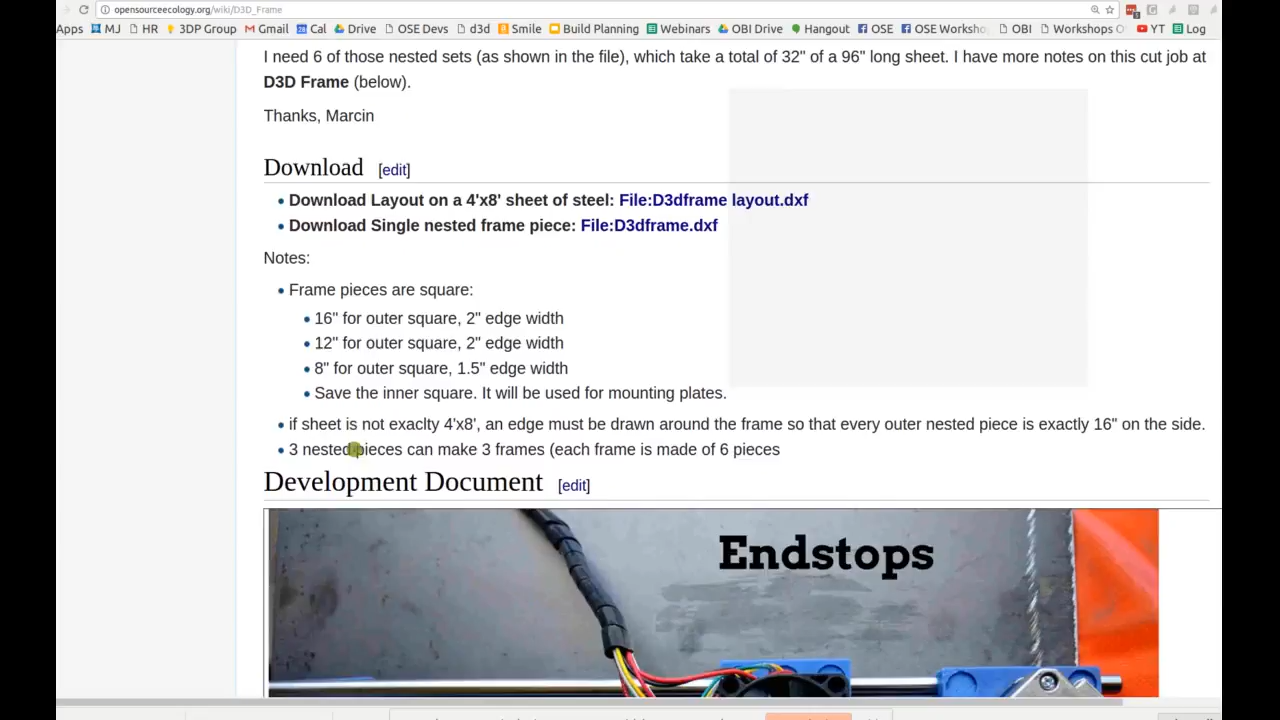 opensourceecology.org/wiki/D3D_Frame
Apps MJ HR 3DP Group Gmail Cal Drive OSE Devs d3d Smile Build Planning Webinars OBI Drive Hangout OSE OSE Worksho OBI Workshops O YT Log
I need 6 of those nested sets (as shown in the file), which take a total of 32" of a 96" long sheet. I have more notes on this cut job at
D3D Frame (below).
Thanks, Marcin
Download [edit]
Download Layout on a 4'x8' sheet of steel: File:D3dframe layout.dxf
Download Single nested frame piece: File:D3dframe.dxf
Notes:
Frame pieces are square:
16" for outer square, 2" edge width
12" for outer square, 2" edge width
8" for outer square, 1.5" edge width
Save the inner square. It will be used for mounting plates.
if sheet is not exaclty 4'x8', an edge must be drawn around the frame so that every outer nested piece is exactly 16" on the side.
3 nested pieces can make 3 frames (each frame is made of 6 pieces
Development Document [edit]
Endstops